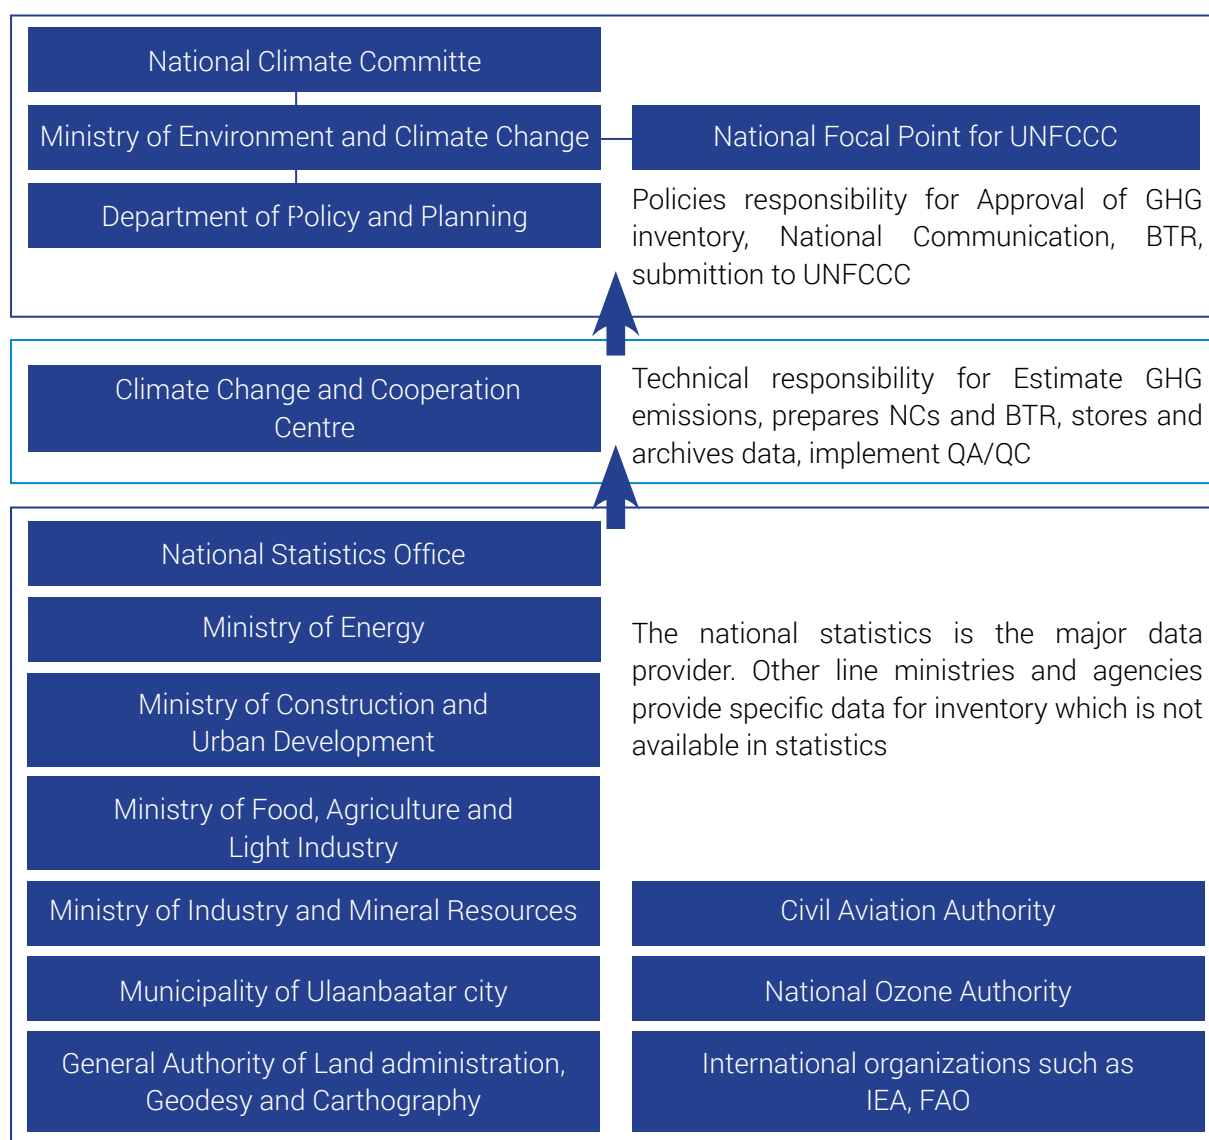 National Climate Committe
Ministry of Environment and Climate Change
National Focal Point for UNFCCC
Department of Policy and Planning
Policies responsibility for Approval of GHG
inventory, National Communication, BTR,
submittion to UNFCCC
Climate Change and Cooperation
Centre
Technical responsibility for Estimate GHG
emissions, prepares NCs and BTR, stores and
archives data, implement QA/QC
National Statistics Office
Ministry of Energy
Ministry of Construction and
Urban Development
The national statistics is the major data
provider. Other line ministries and agencies
provide specific data for inventory which is not
available in statistics
Ministry of Food, Agriculture and
Light Industry
Ministry of Industry and Mineral Resources
Civil Aviation Authority
Municipality of Ulaanbaatar city
National Ozone Authority
General Authority of Land administration,
Geodesy and Carthography
International organizations such as
IEA, FAO